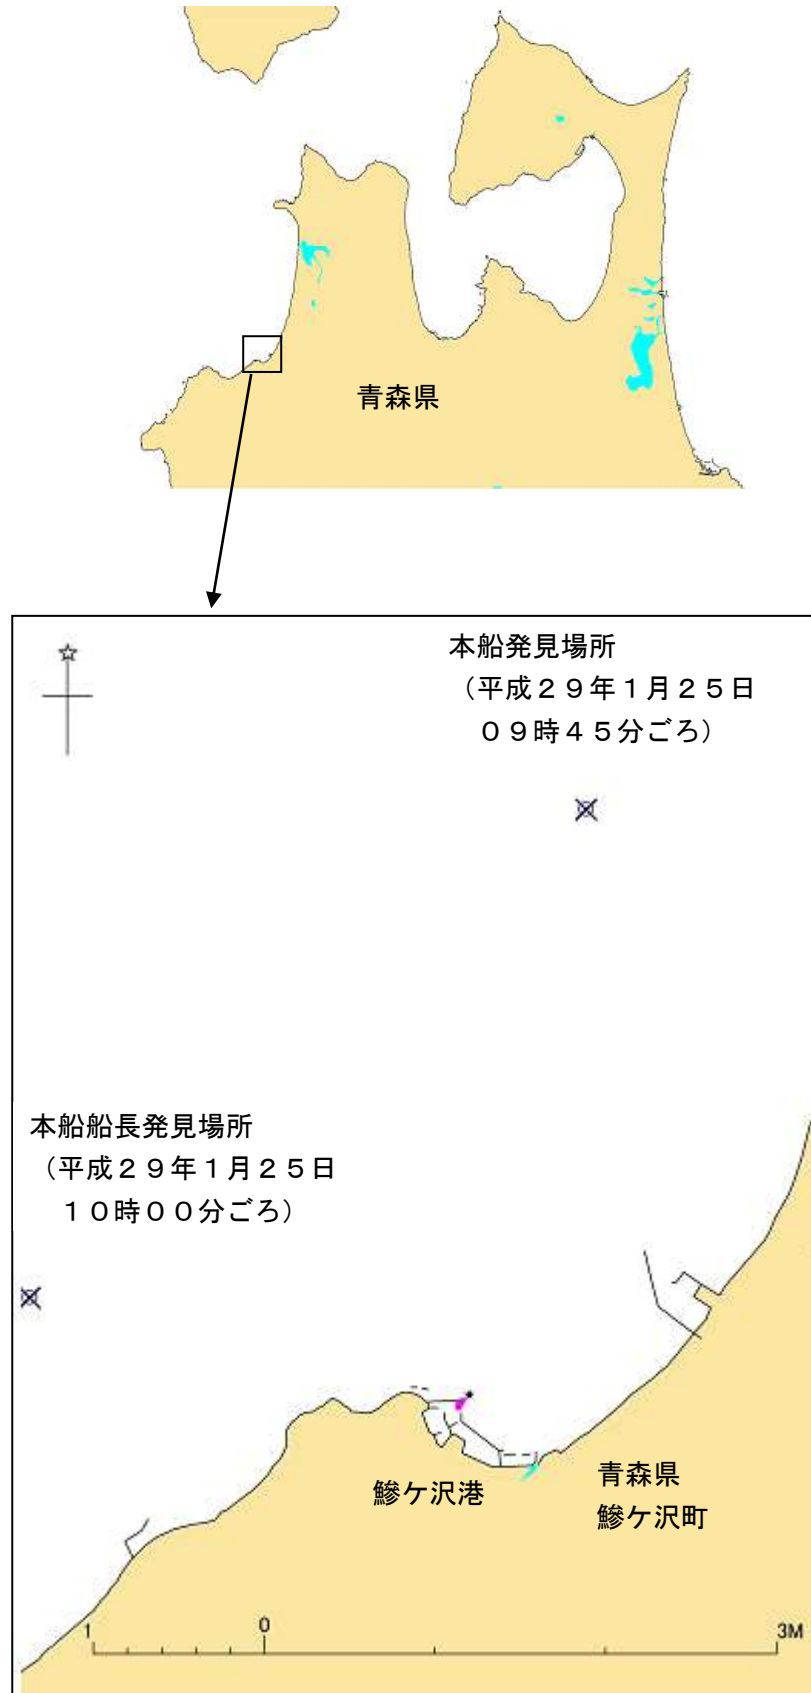 青森県
本船発見場所
（平成２９年１月２５日
０９時４５分ごろ）
本船船長発見場所
（平成２９年１月２５日
１０時００分ごろ）
鰺ケ沢港
青森県
鰺ケ沢町
1 0 3M